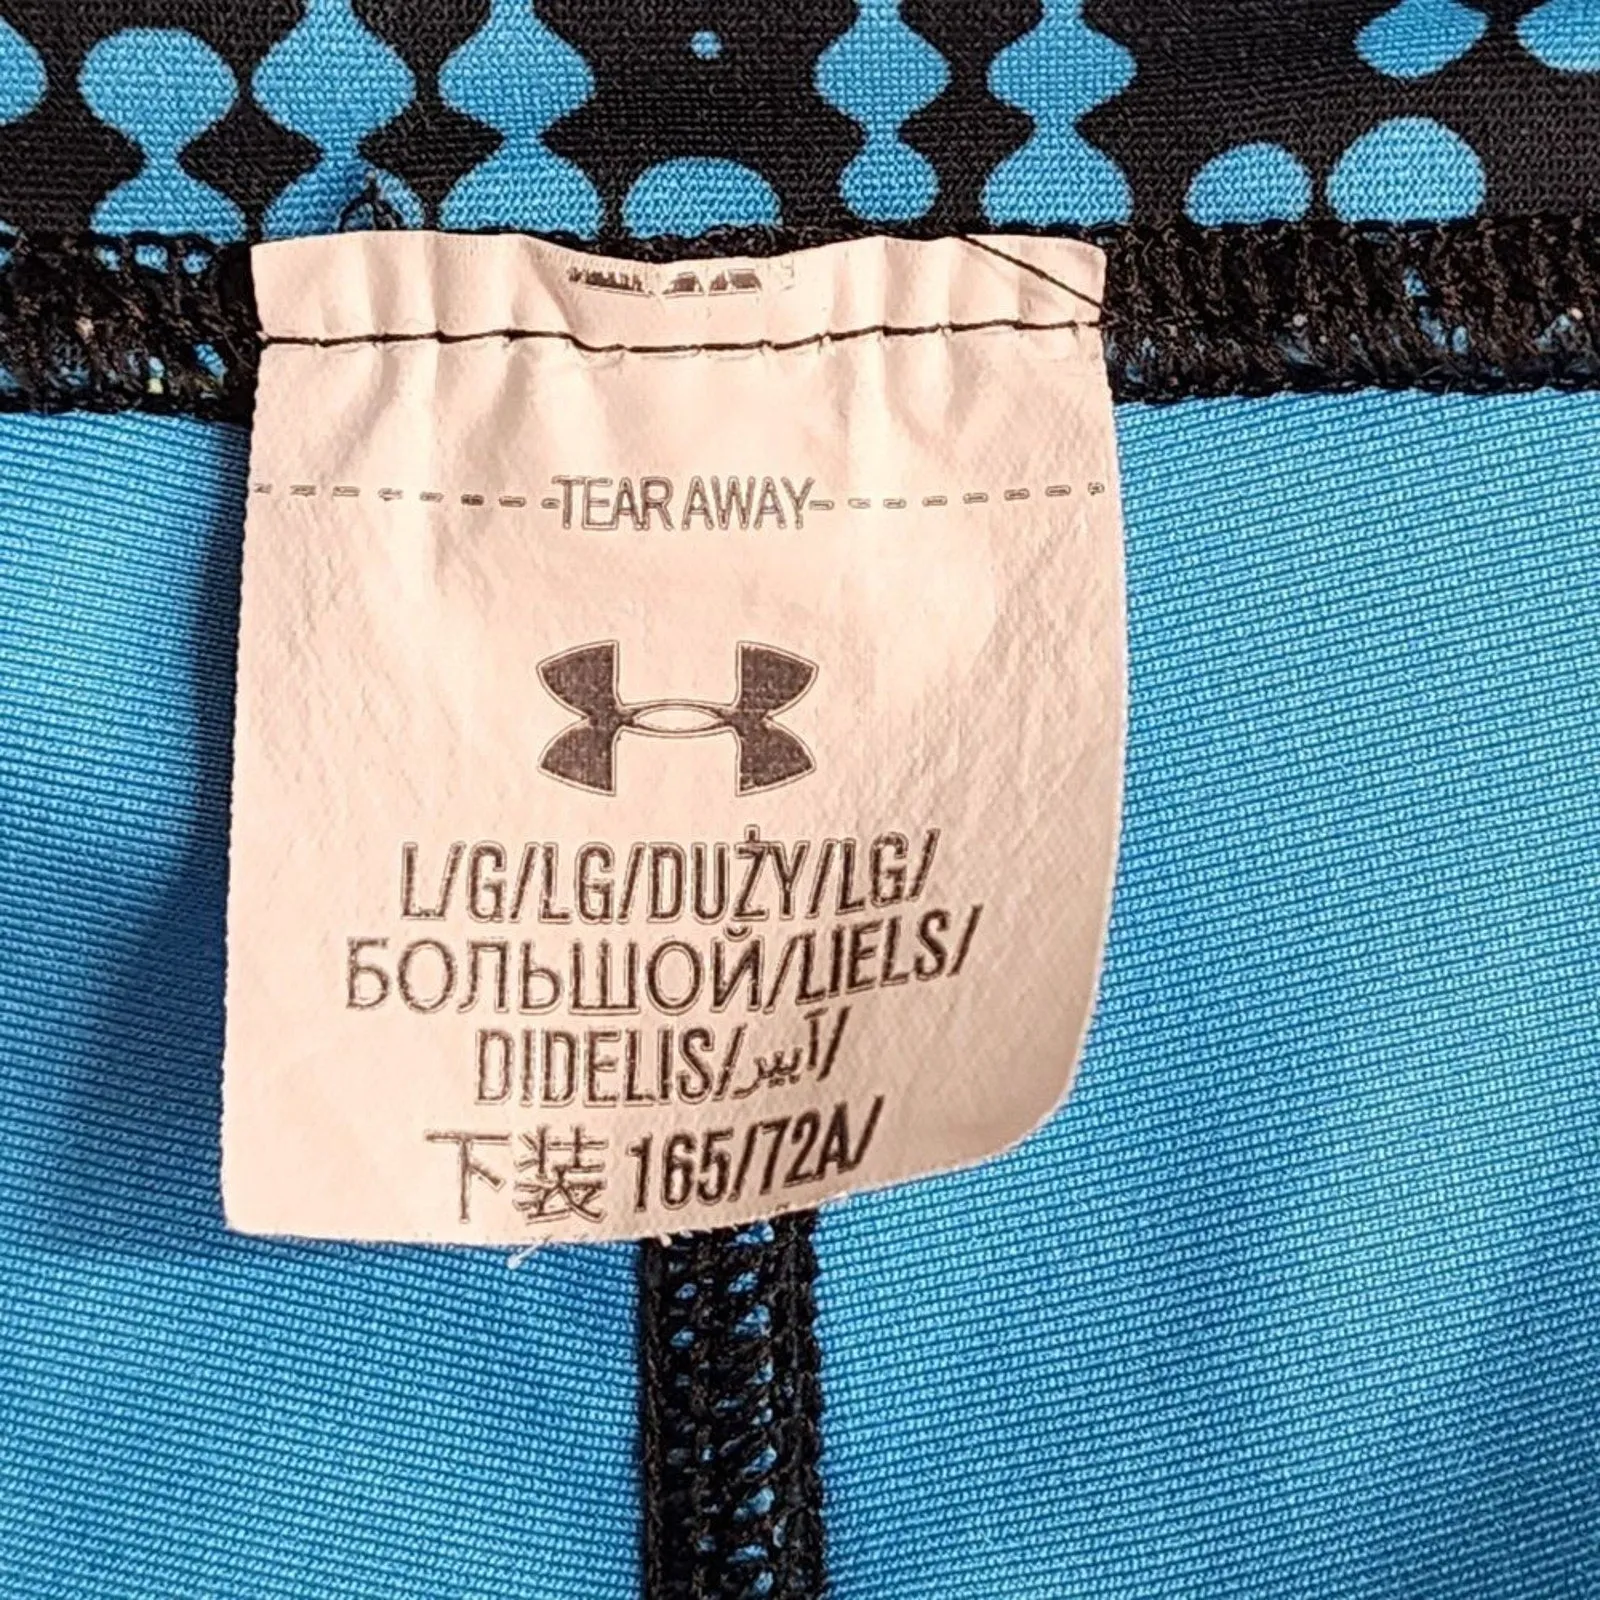 TEAR AWAY
L/G/LG/DUŻY/LG/
БОЛЬШОЙ/LIELS/
DIDELIS/آبير/
下装 165/72A/